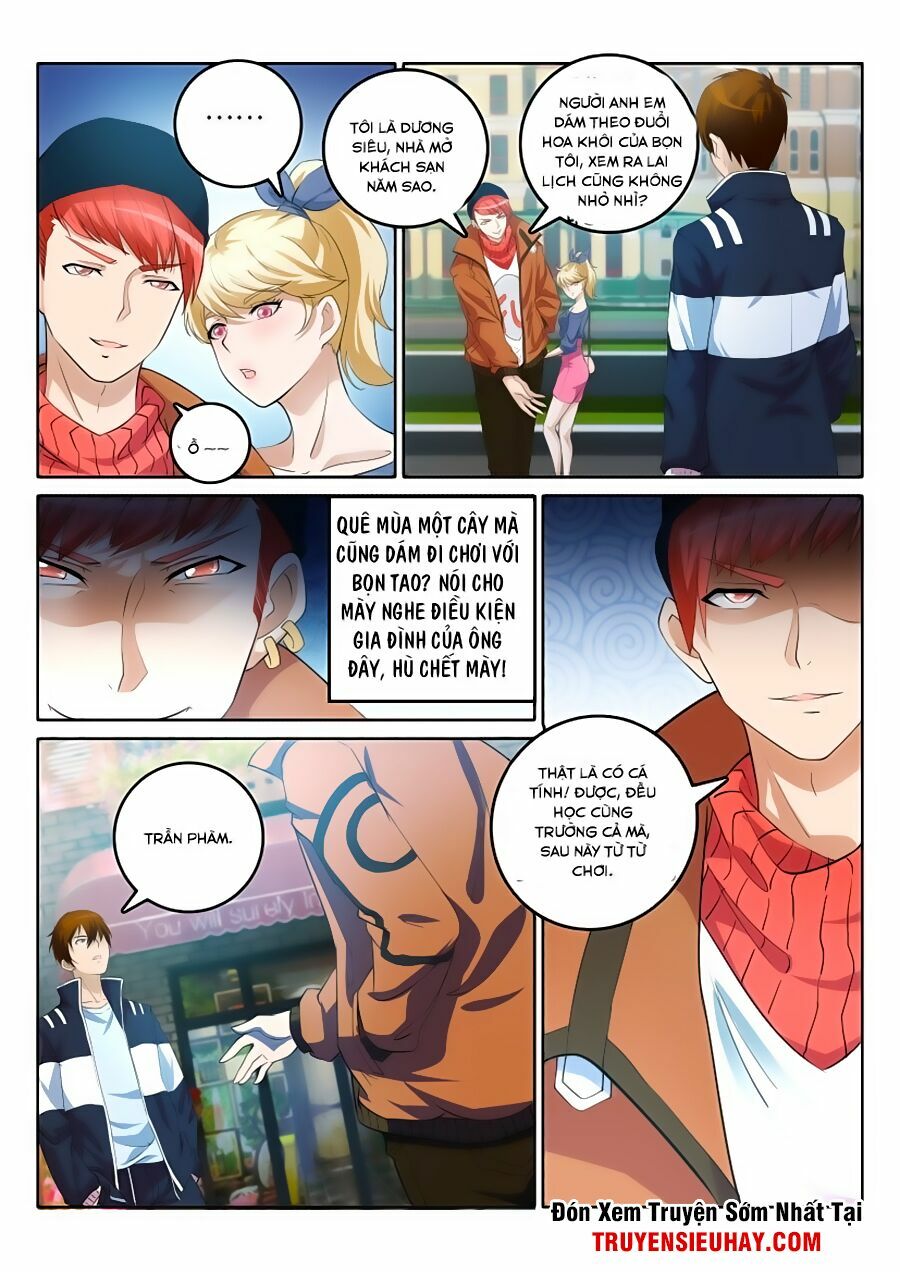 ......
TÔI LÀ DƯƠNG
SIÊU, NHÀ MỞ
KHÁCH SẠN
NĂM SAO.
NGƯỜI ANH EM
DÁM THEO ĐUỔI
HOA KHÔI CỦA BỌN
TÔI, XEM RA LAI
LỊCH CŨNG KHÔNG
NHỎ NHỈ?
Ồ ~~
QUÊ MÙA MỘT CÂY MÀ
CŨNG DÁM ĐI CHƠI VỚI
BỌN TAO? NÓI CHO
MÀY NGHE ĐIỀU KIỆN
GIA ĐÌNH CỦA ÔNG
ĐÂY, HÙ CHẾT MÀY!
TRẦN PHÀM.
You will surely
THẬT LÀ CÓ CÁ
TÍNH! ĐƯỢC, ĐỀU
HỌC CÙNG
TRƯỜNG CẢ MÀ,
SAU NÀY TỪ TỪ
CHƠI.
Đón Xem Truyện Sớm Nhất Tại
TRUYENSIEUHAY.COM